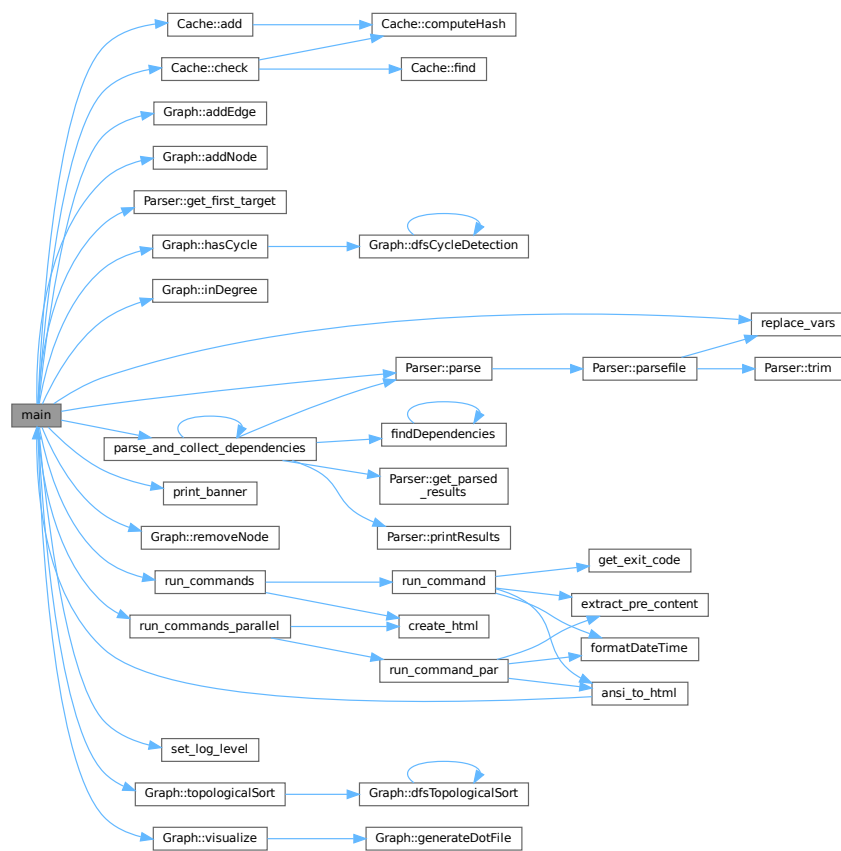 Cache::add
Cache::computeHash
Cache::check
Cache::find
Graph::addEdge
Graph::addNode
Parser::get_first_target
Graph::hasCycle
Graph::dfsCycleDetection
Graph::inDegree
replace_vars
Parser::parse
Parser::parsefile
Parser::trim
main
parse_and_collect_dependencies
findDependencies
print_banner
Parser::get_parsed
_results
Graph::removeNode
Parser::printResults
run_commands
run_command
get_exit_code
extract_pre_content
run_commands_parallel
create_html
formatDateTime
run_command_par
ansi_to_html
set_log_level
Graph::topologicalSort
Graph::dfsTopologicalSort
Graph::visualize
Graph::generateDotFile